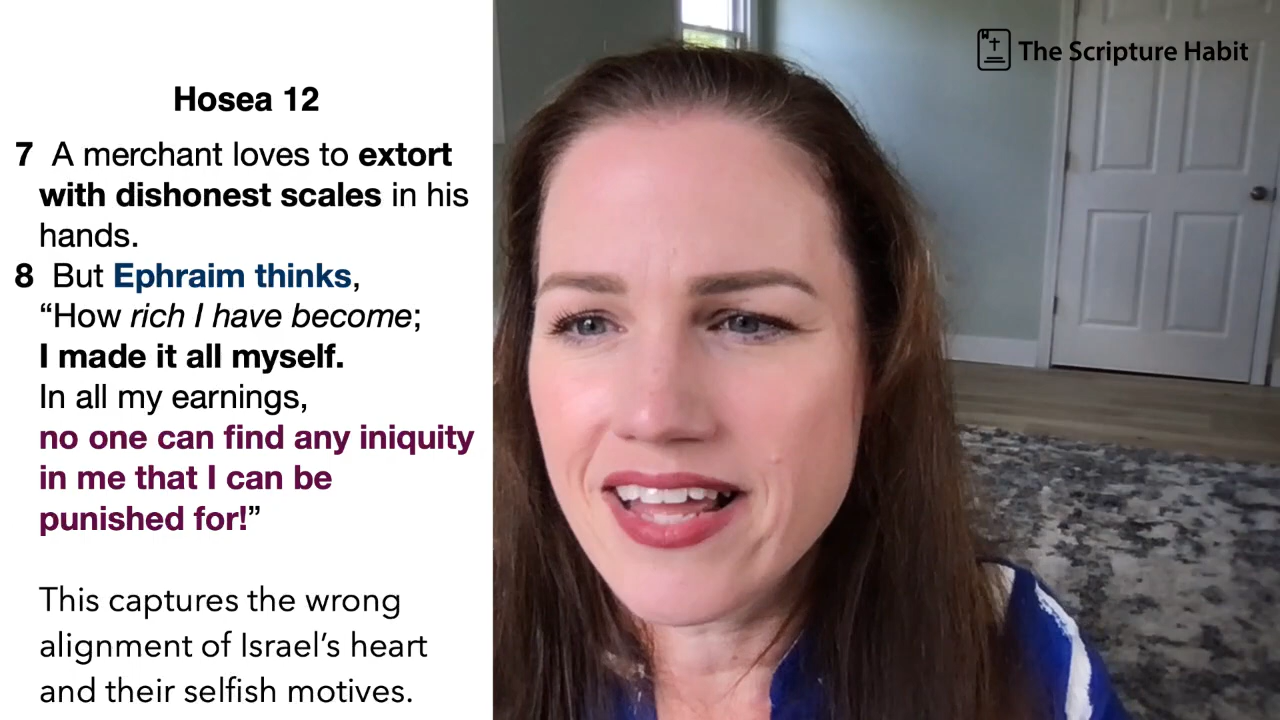 Hosea 12
7 A merchant loves to extort
with dishonest scales in his
hands.
8 But Ephraim thinks,
“How rich I have become;
I made it all myself.
In all my earnings,
no one can find any iniquity
in me that I can be
punished for!”
This captures the wrong
alignment of Israel’s heart
and their selfish motives.
The Scripture Habit